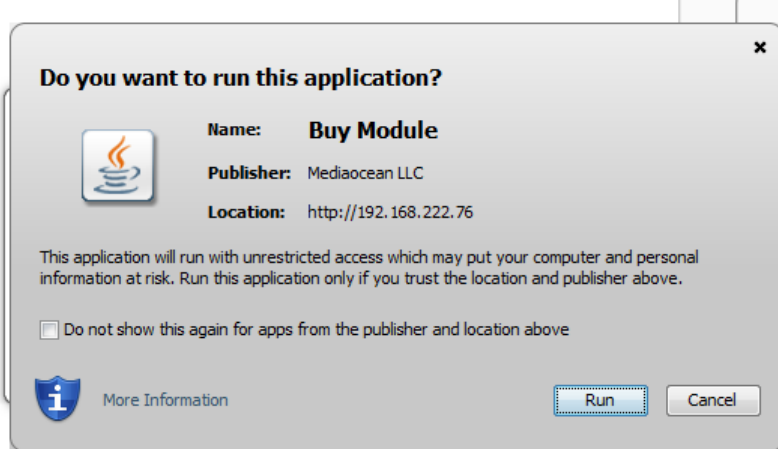 Do you want to run this application?
Name: Buy Module
Publisher: Mediaocean LLC
Location: http://192.168.222.76
This application will run with unrestricted access which may put your computer and personal
information at risk. Run this application only if you trust the location and publisher above.
Do not show this again for apps from the publisher and location above
More Information
Run
Cancel